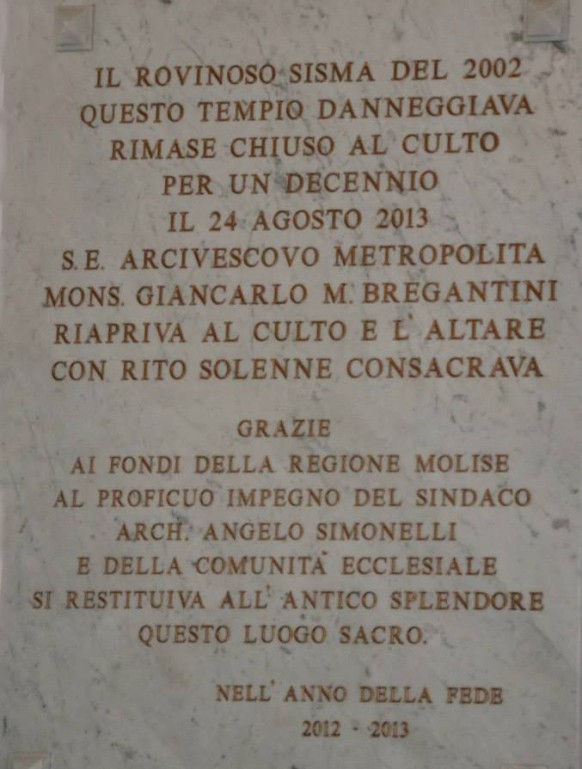 IL ROVINOSO SISMA DEL 2002
QUESTO TEMPIO DANNEGGIAVA
RIMASE CHIUSO AL CULTO
PER UN DECENNIO
IL 24 AGOSTO 2013
S.E. ARCIVESCOVO METROPOLITA
MONS. GIANCARLO M. BREGANTINI
RIAPRIVA AL CULTO E L'ALTARE
CON RITO SOLENNE CONSACRAVA
GRAZIE
AI FONDI DELLA REGIONE MOLISE
AL PROFICUO IMPEGNO DEL SINDACO
ARCH. ANGELO SIMONELLI
E DELLA COMUNITA' ECCLESIALE
SI RESTITUIVA ALL'ANTICO SPLENDORE
QUESTO LUOGO SACRO.
NELL'ANNO DELLA FEDE
2012 - 2013